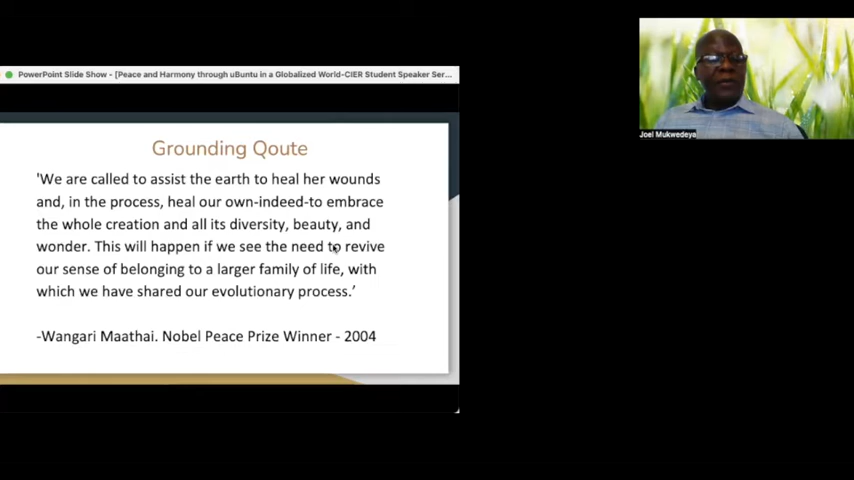 PowerPoint Slide Show - [Peace and Harmony through uBuntu in a Globalized World-CIER Student Speaker Ser...
Grounding Qoute
'We are called to assist the earth to heal her wounds
and, in the process, heal our own-indeed-to embrace
the whole creation and all its diversity, beauty, and
wonder. This will happen if we see the need to revive
our sense of belonging to a larger family of life, with
which we have shared our evolutionary process.’
-Wangari Maathai. Nobel Peace Prize Winner - 2004
Joel Mukwedeya